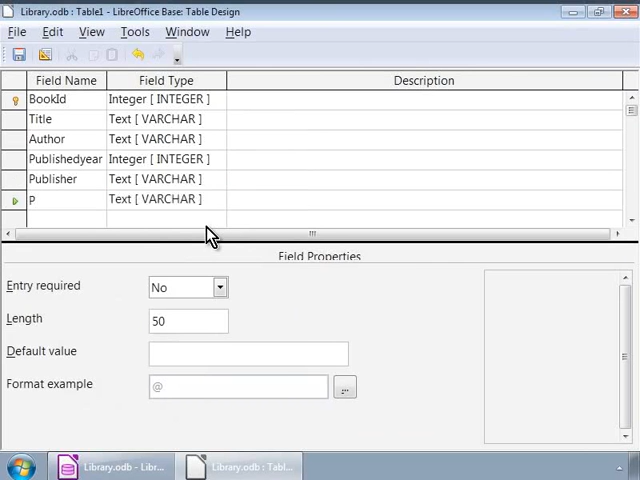 Library.odb : Table1 - LibreOffice Base: Table Design
File Edit View Tools Window Help
Field Name Field Type Description
BookId Integer [ INTEGER ]
Title Text [ VARCHAR ]
Author Text [ VARCHAR ]
Publishedyear Integer [ INTEGER ]
Publisher Text [ VARCHAR ]
P Text [ VARCHAR ]
Field Properties
Entry required No
Length 50
Default value
Format example @ ...
Library.odb - Libr... Library.odb : Tabl...